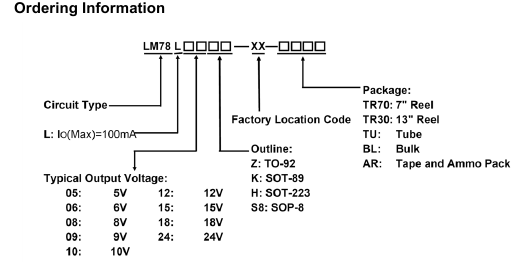 Ordering Information
LM78 L□□□□—XX—□□□□
Package:
Circuit Type
TR70: 7" Reel
Factory Location Code
TR30: 13" Reel
L: IO(Max)=100mA
TU: Tube
Outline:
BL: Bulk
Z: TO-92
AR: Tape and Ammo Pack
Typical Output Voltage:
K: SOT-89
05: 5V 12: 12V
H: SOT-223
06: 6V 15: 15V
S8: SOP-8
08: 8V 18: 18V
09: 9V 24: 24V
10: 10V